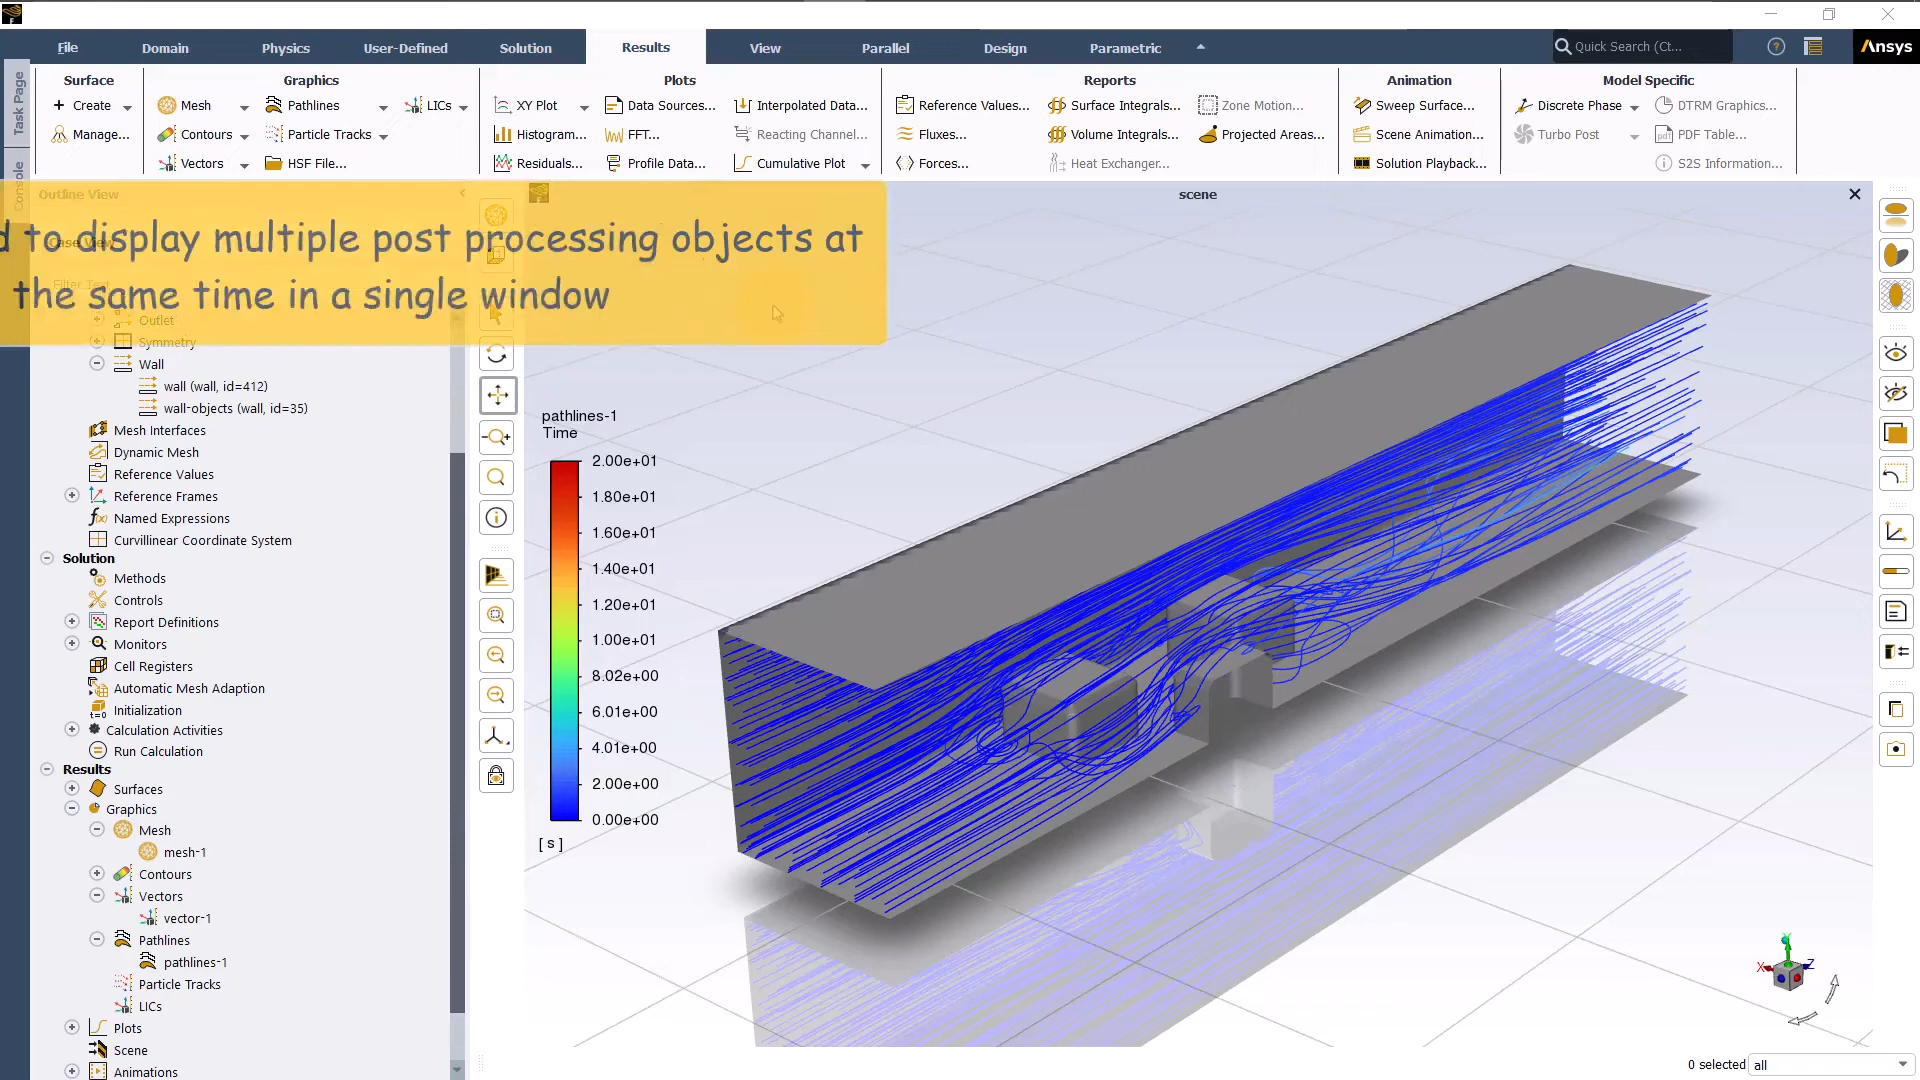 File Domain Physics User-Defined Solution Results View Parallel Design Parametric
Quick Search (Ct...
Ansys
Task Page
Console
Surface
Create
Manage...
Graphics
Mesh Pathlines LICs
Contours Particle Tracks
Vectors HSF File...
Plots
XY Plot Data Sources... Interpolated Data...
Histogram... FFT... Reacting Channel...
Residuals... Profile Data... Cumulative Plot
Reports
Reference Values... Surface Integrals... Zone Motion...
Fluxes... Volume Integrals... Projected Areas...
Forces... Heat Exchanger...
Animation
Sweep Surface...
Scene Animation...
Solution Playback...
Model Specific
Discrete Phase DTRM Graphics...
Turbo Post PDF Table...
S2S Information...
Outline View
to display multiple post processing objects at
the same time in a single window
Outlet
Symmetry
Wall
wall (wall, id=412)
wall-objects (wall, id=35)
Mesh Interfaces
Dynamic Mesh
Reference Values
Reference Frames
Named Expressions
Curvillinear Coordinate System
Solution
Methods
Controls
Report Definitions
Monitors
Cell Registers
Automatic Mesh Adaption
Initialization
Calculation Activities
Run Calculation
Results
Surfaces
Graphics
Mesh
mesh-1
Contours
Vectors
vector-1
Pathlines
pathlines-1
Particle Tracks
LICs
Plots
Scene
Animations
scene
pathlines-1
Time
2.00e+01
1.80e+01
1.60e+01
1.40e+01
1.20e+01
1.00e+01
8.02e+00
6.01e+00
4.01e+00
2.00e+00
0.00e+00
[ s ]
Y
X
Z
0 selected all